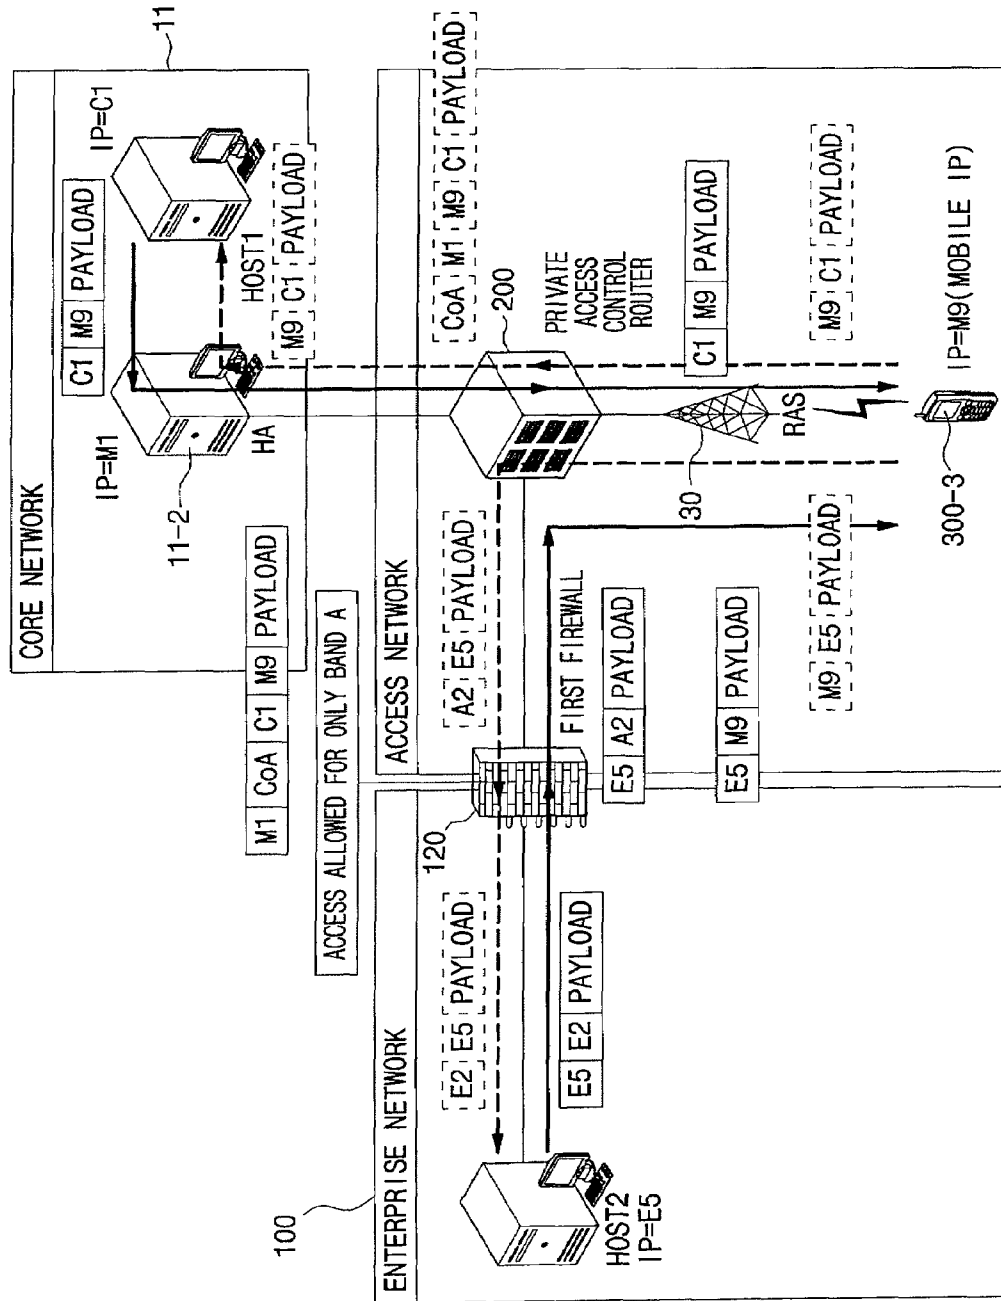 CORE NETWORK
11
IP=C1
C1 M9 PAYLOAD
HOST1
IP=M1
HA
11-2
M9 C1 PAYLOAD
M1 CoA C1 M9 PAYLOAD
ACCESS ALLOWED FOR ONLY BAND A
ACCESS NETWORK
CoA M1 M9 C1 PAYLOAD
200
PRIVATE
ACCESS
CONTROL
ROUTER
A2 E5 PAYLOAD
FIRST FIREWALL
E5 A2 PAYLOAD
E5 M9 PAYLOAD
C1 M9 PAYLOAD
M9 C1 PAYLOAD
M9 E5 PAYLOAD
30
RAS
300-3
IP=M9(MOBILE IP)
120
100
ENTERPRISE NETWORK
E2 E5 PAYLOAD
E5 E2 PAYLOAD
HOST2
IP=E5